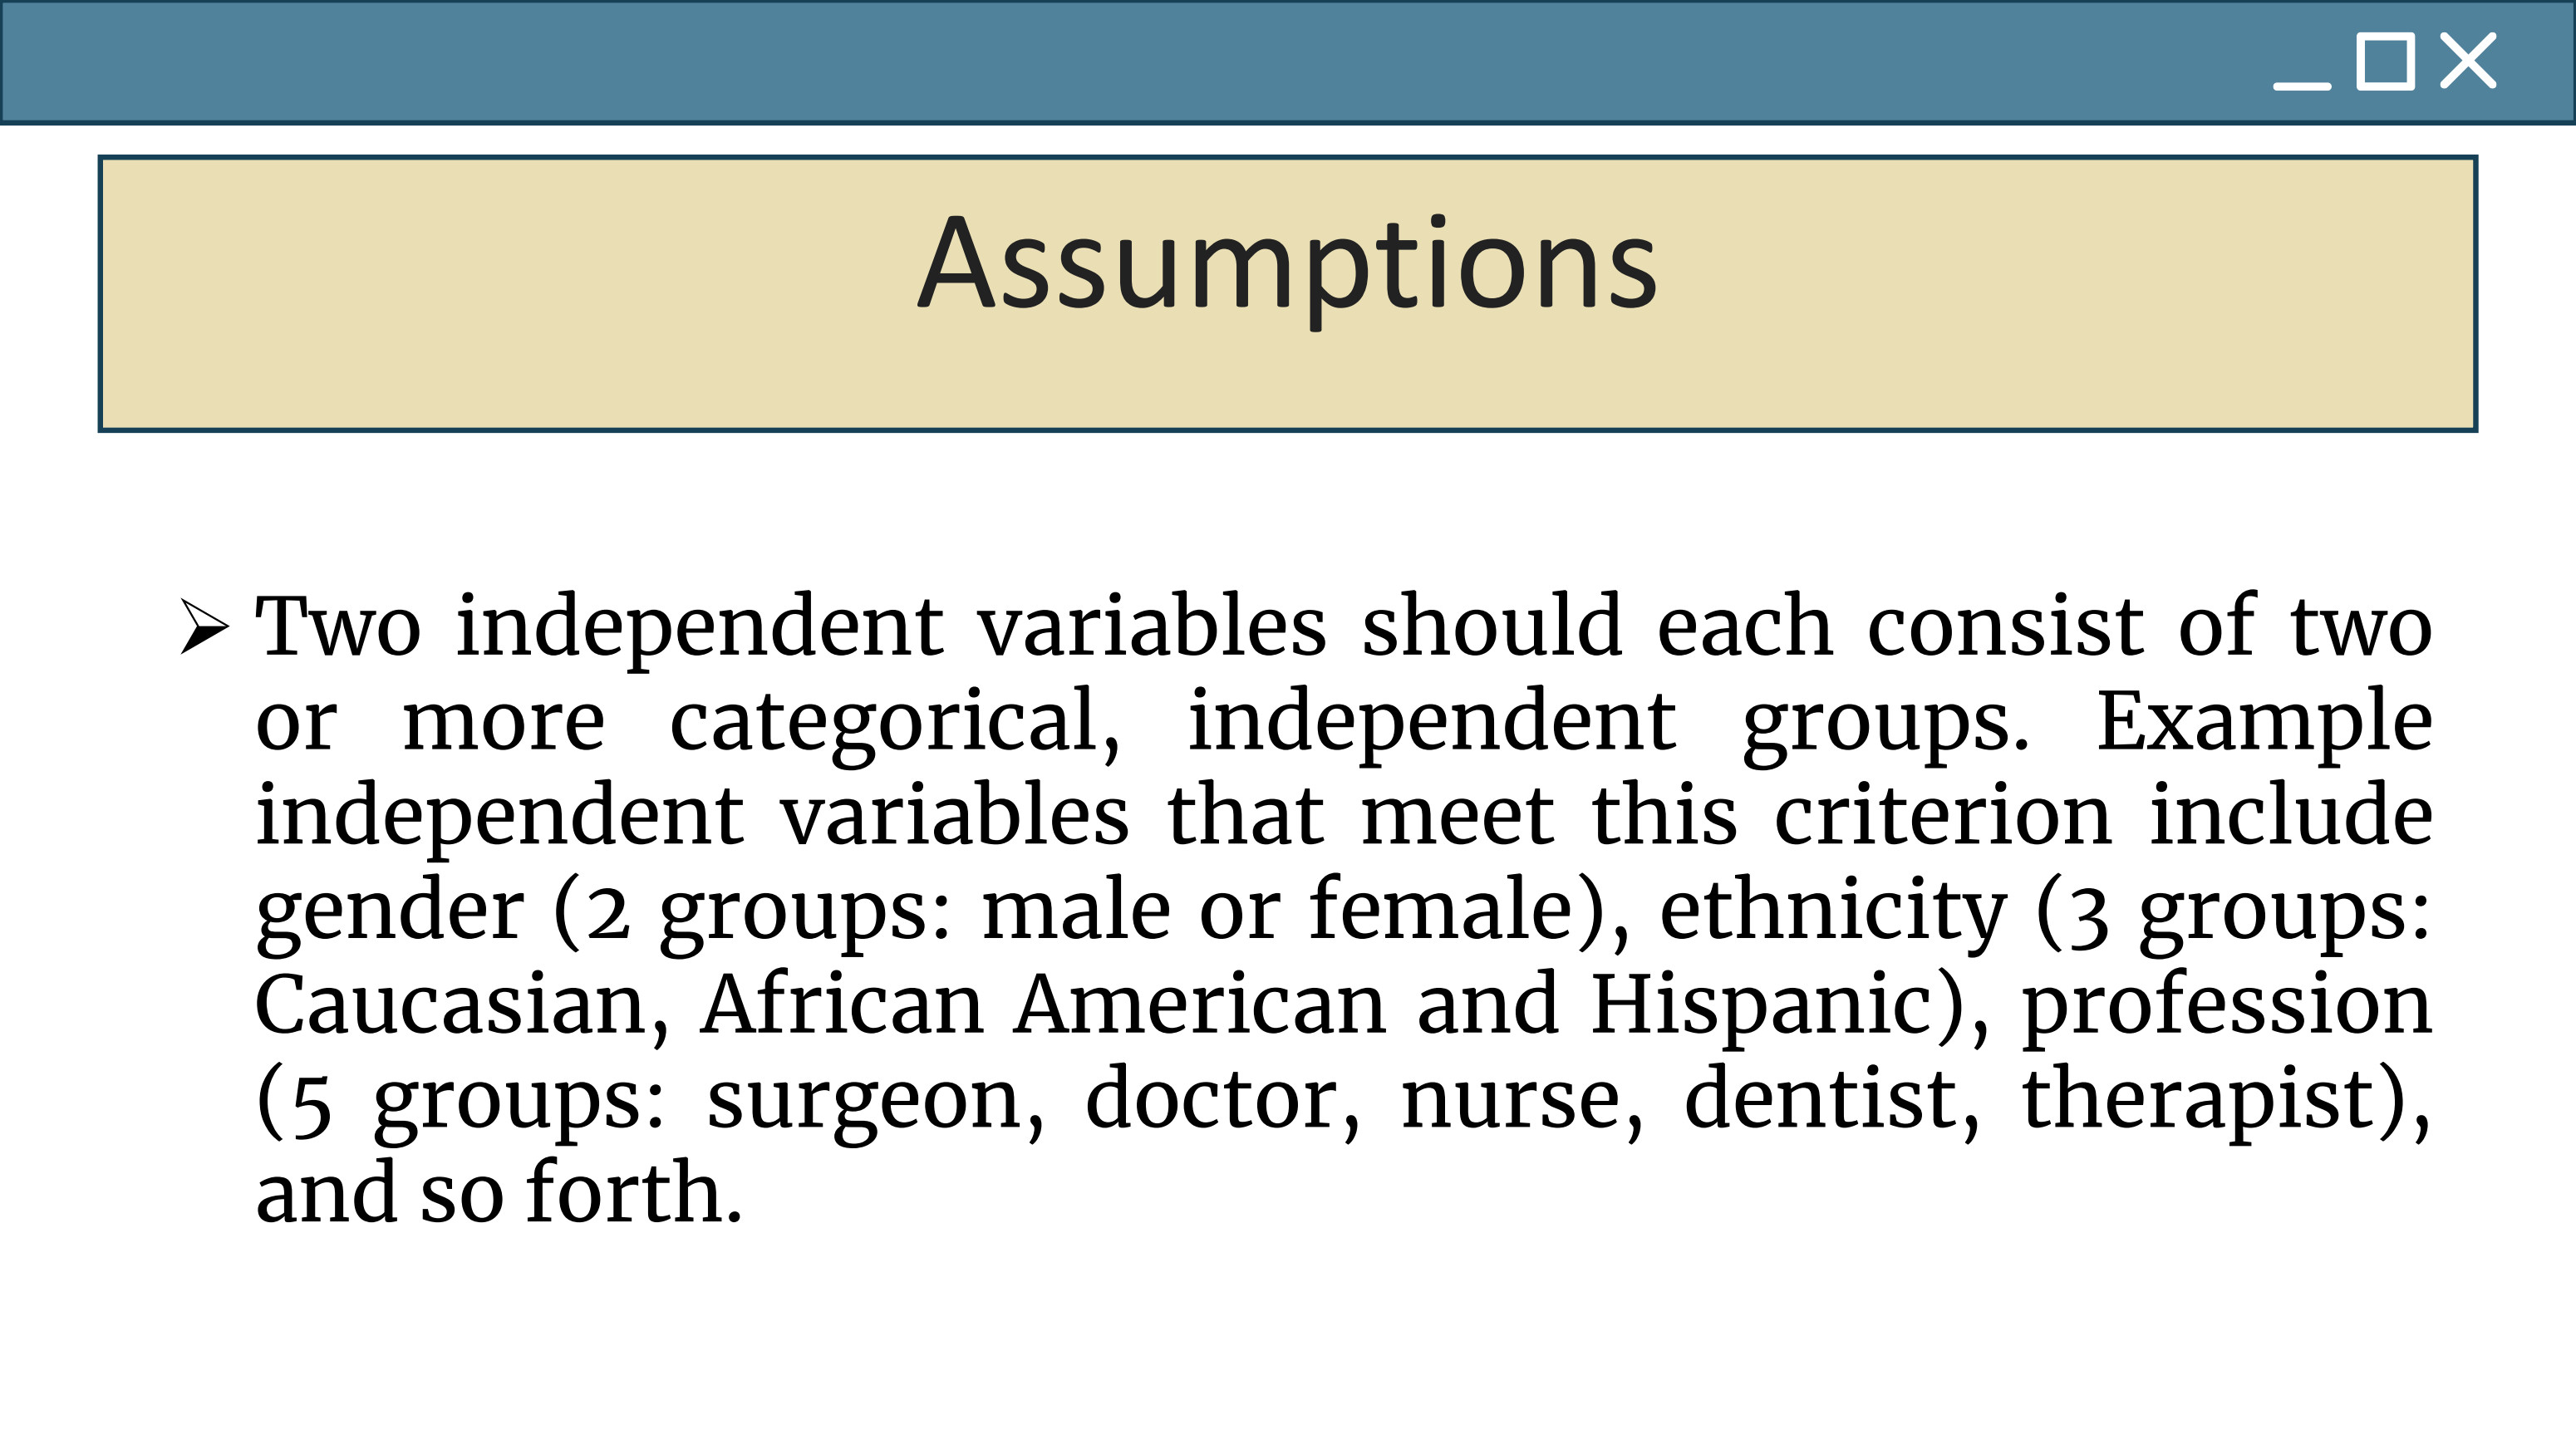 Assumptions
Two independent variables should each consist of two
or more categorical, independent groups. Example
independent variables that meet this criterion include
gender (2 groups: male or female), ethnicity (3 groups:
Caucasian, African American and Hispanic), profession
(5 groups: surgeon, doctor, nurse, dentist, therapist),
and so forth.